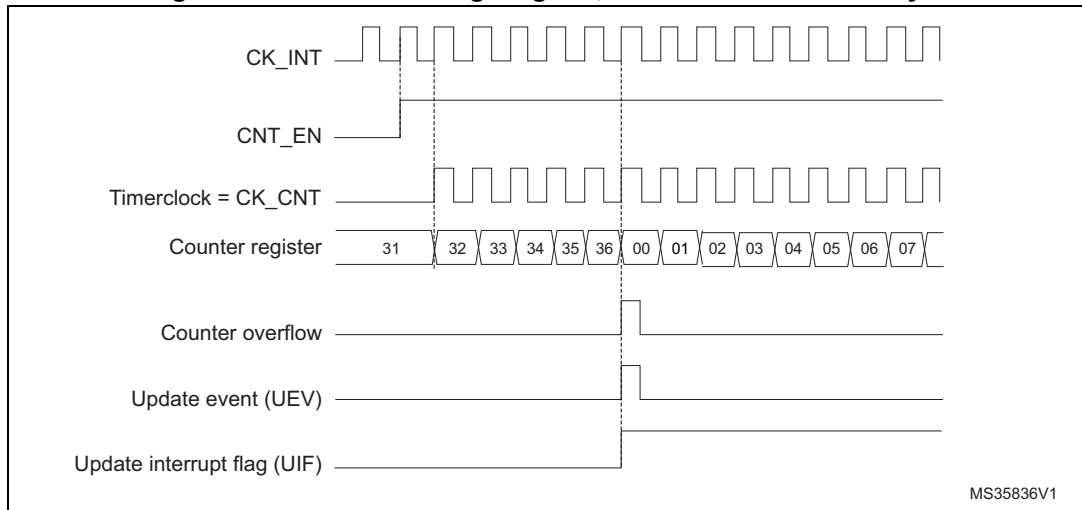 CK_INT
CNT_EN
Timerclock = CK_CNT
Counter register 31 32 33 34 35 36 00 01 02 03 04 05 06 07
Counter overflow
Update event (UEV)
Update interrupt flag (UIF)
MS35836V1